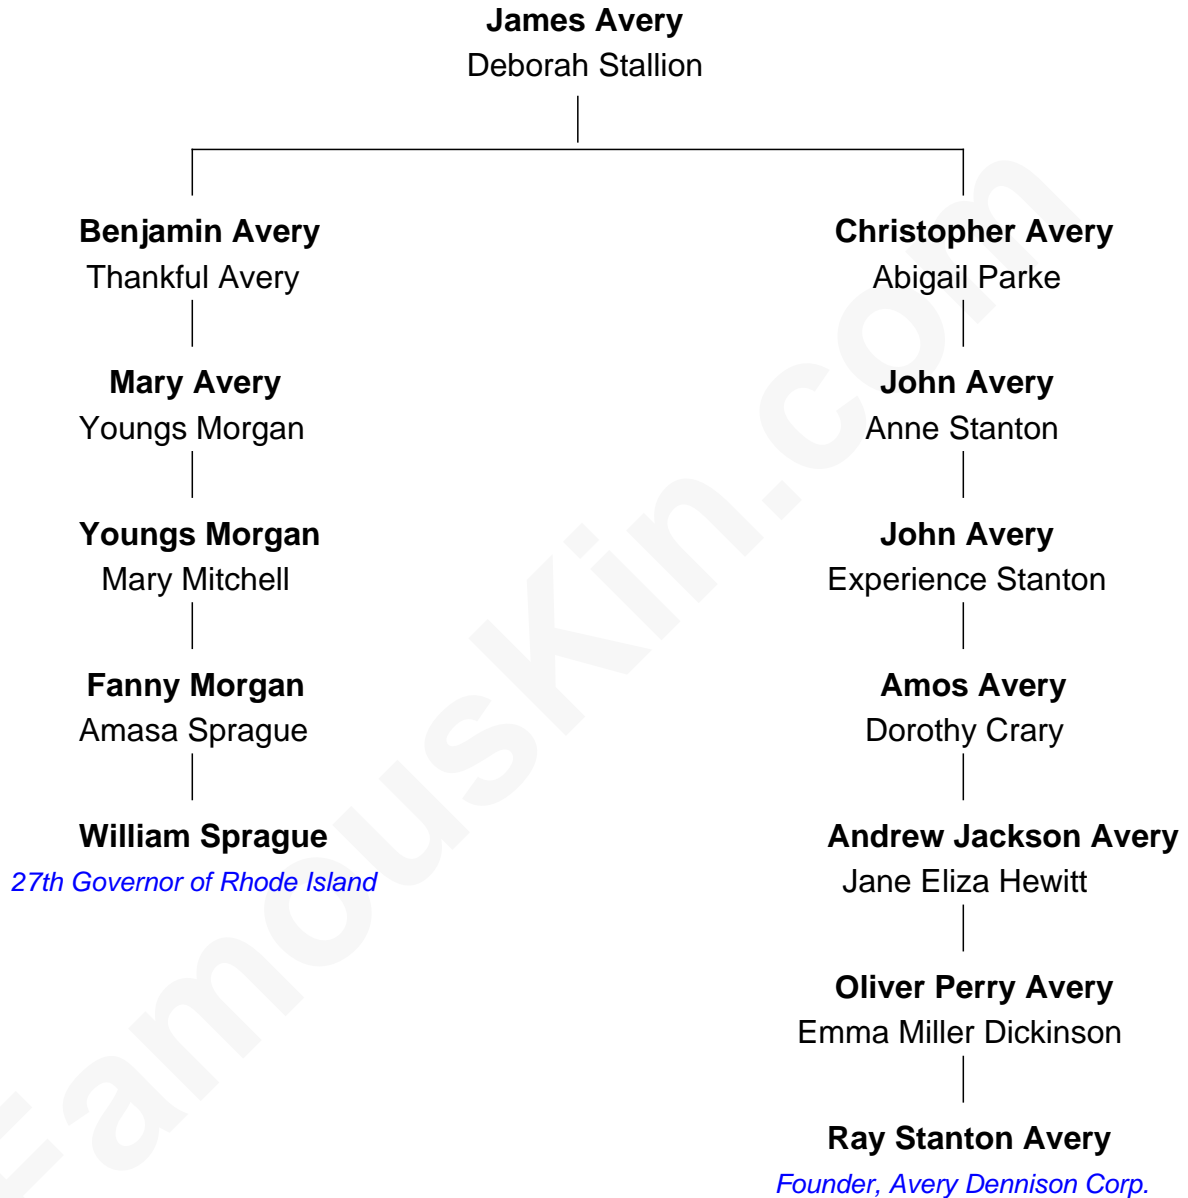 James Avery
Deborah Stallion
Benjamin Avery
Thankful Avery
Christopher Avery
Abigail Parke
Mary Avery
Youngs Morgan
John Avery
Anne Stanton
Youngs Morgan
Mary Mitchell
John Avery
Experience Stanton
Fanny Morgan
Amasa Sprague
Amos Avery
Dorothy Crary
William Sprague
27th Governor of Rhode Island
Andrew Jackson Avery
Jane Eliza Hewitt
Oliver Perry Avery
Emma Miller Dickinson
Ray Stanton Avery
Founder, Avery Dennison Corp.
FamousKin.com